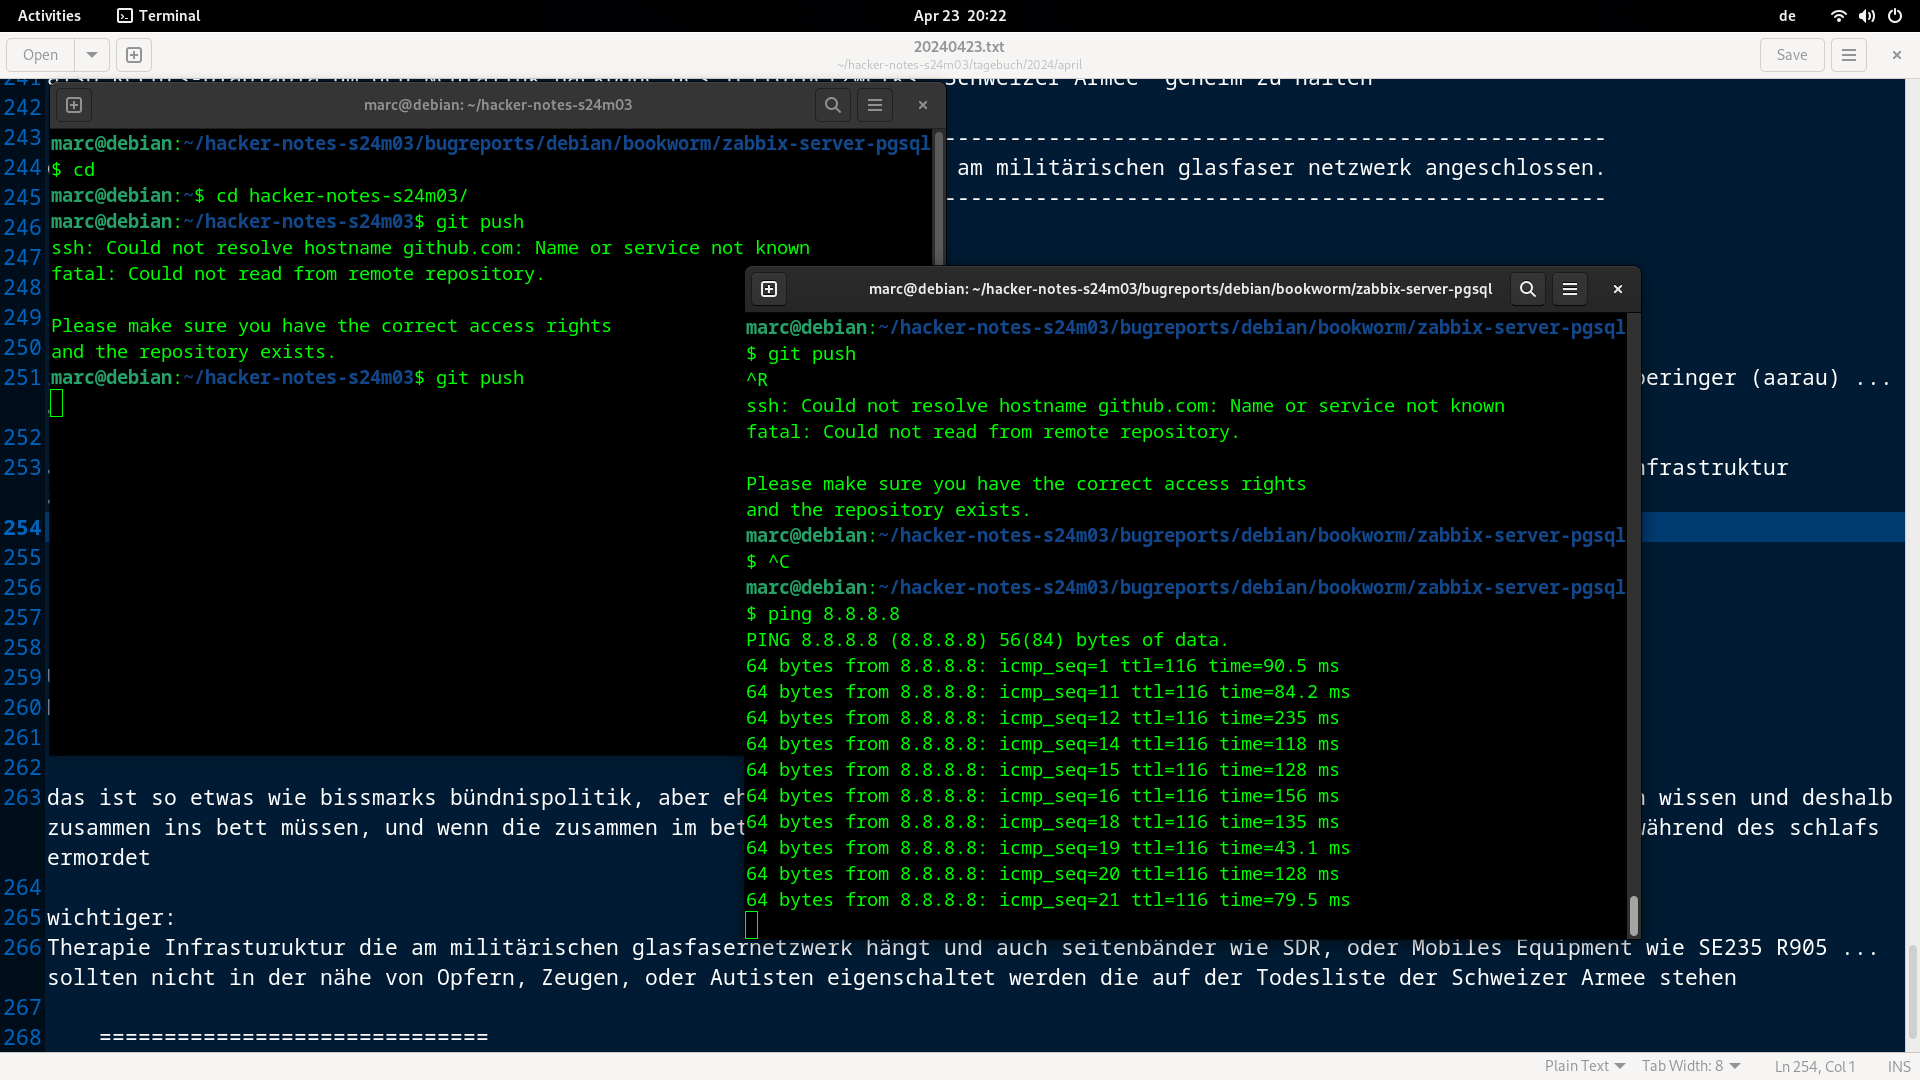 Activities
Terminal
Apr 23 20:22
de
Open
20240423.txt
~/hacker-notes-s24m03/tagebuch/2024/april
Save
241
Schweizer Armee" geheim zu halten
242
marc@debian: ~/hacker-notes-s24m03
243
--------------------------------------------------
244
am militärischen glasfaser netzwerk angeschlossen.
245
--------------------------------------------------
246
247
248
249
250
251
beringer (aarau) ...
252
253
nfrastruktur
254
255
256
257
258
259
260
261
262
marc@debian:~/hacker-notes-s24m03/bugreports/debian/bookworm/zabbix-server-pgsql
$ cd
marc@debian:~$ cd hacker-notes-s24m03/
marc@debian:~/hacker-notes-s24m03$ git push
ssh: Could not resolve hostname github.com: Name or service not known
fatal: Could not read from remote repository.
Please make sure you have the correct access rights
and the repository exists.
marc@debian:~/hacker-notes-s24m03$ git push
marc@debian: ~/hacker-notes-s24m03/bugreports/debian/bookworm/zabbix-server-pgsql
marc@debian:~/hacker-notes-s24m03/bugreports/debian/bookworm/zabbix-server-pgsql
$ git push
^R
ssh: Could not resolve hostname github.com: Name or service not known
fatal: Could not read from remote repository.
Please make sure you have the correct access rights
and the repository exists.
marc@debian:~/hacker-notes-s24m03/bugreports/debian/bookworm/zabbix-server-pgsql
$ ^C
marc@debian:~/hacker-notes-s24m03/bugreports/debian/bookworm/zabbix-server-pgsql
$ ping 8.8.8.8
PING 8.8.8.8 (8.8.8.8) 56(84) bytes of data.
64 bytes from 8.8.8.8: icmp_seq=1 ttl=116 time=90.5 ms
64 bytes from 8.8.8.8: icmp_seq=11 ttl=116 time=84.2 ms
64 bytes from 8.8.8.8: icmp_seq=12 ttl=116 time=235 ms
64 bytes from 8.8.8.8: icmp_seq=14 ttl=116 time=118 ms
64 bytes from 8.8.8.8: icmp_seq=15 ttl=116 time=128 ms
64 bytes from 8.8.8.8: icmp_seq=16 ttl=116 time=156 ms
64 bytes from 8.8.8.8: icmp_seq=18 ttl=116 time=135 ms
64 bytes from 8.8.8.8: icmp_seq=19 ttl=116 time=43.1 ms
64 bytes from 8.8.8.8: icmp_seq=20 ttl=116 time=128 ms
64 bytes from 8.8.8.8: icmp_seq=21 ttl=116 time=79.5 ms
263 das ist so etwas wie bissmarks bündnispolitik, aber wissen und deshalb
zusammen ins bett müssen, und wenn die zusammen im während des schlafs
ermordet
264
265 wichtiger:
266 Therapie Infrasturuktur die am militärischen glasfasernetzwerk hängt und auch seitenbänder wie SDR, oder Mobiles Equipment wie SE235 R905 ...
sollten nicht in der nähe von Opfern, Zeugen, oder Autisten eigenschaltet werden die auf der Todesliste der Schweizer Armee stehen
267
268 ==============================
Plain Text
Tab Width: 8
Ln 254, Col 1
INS